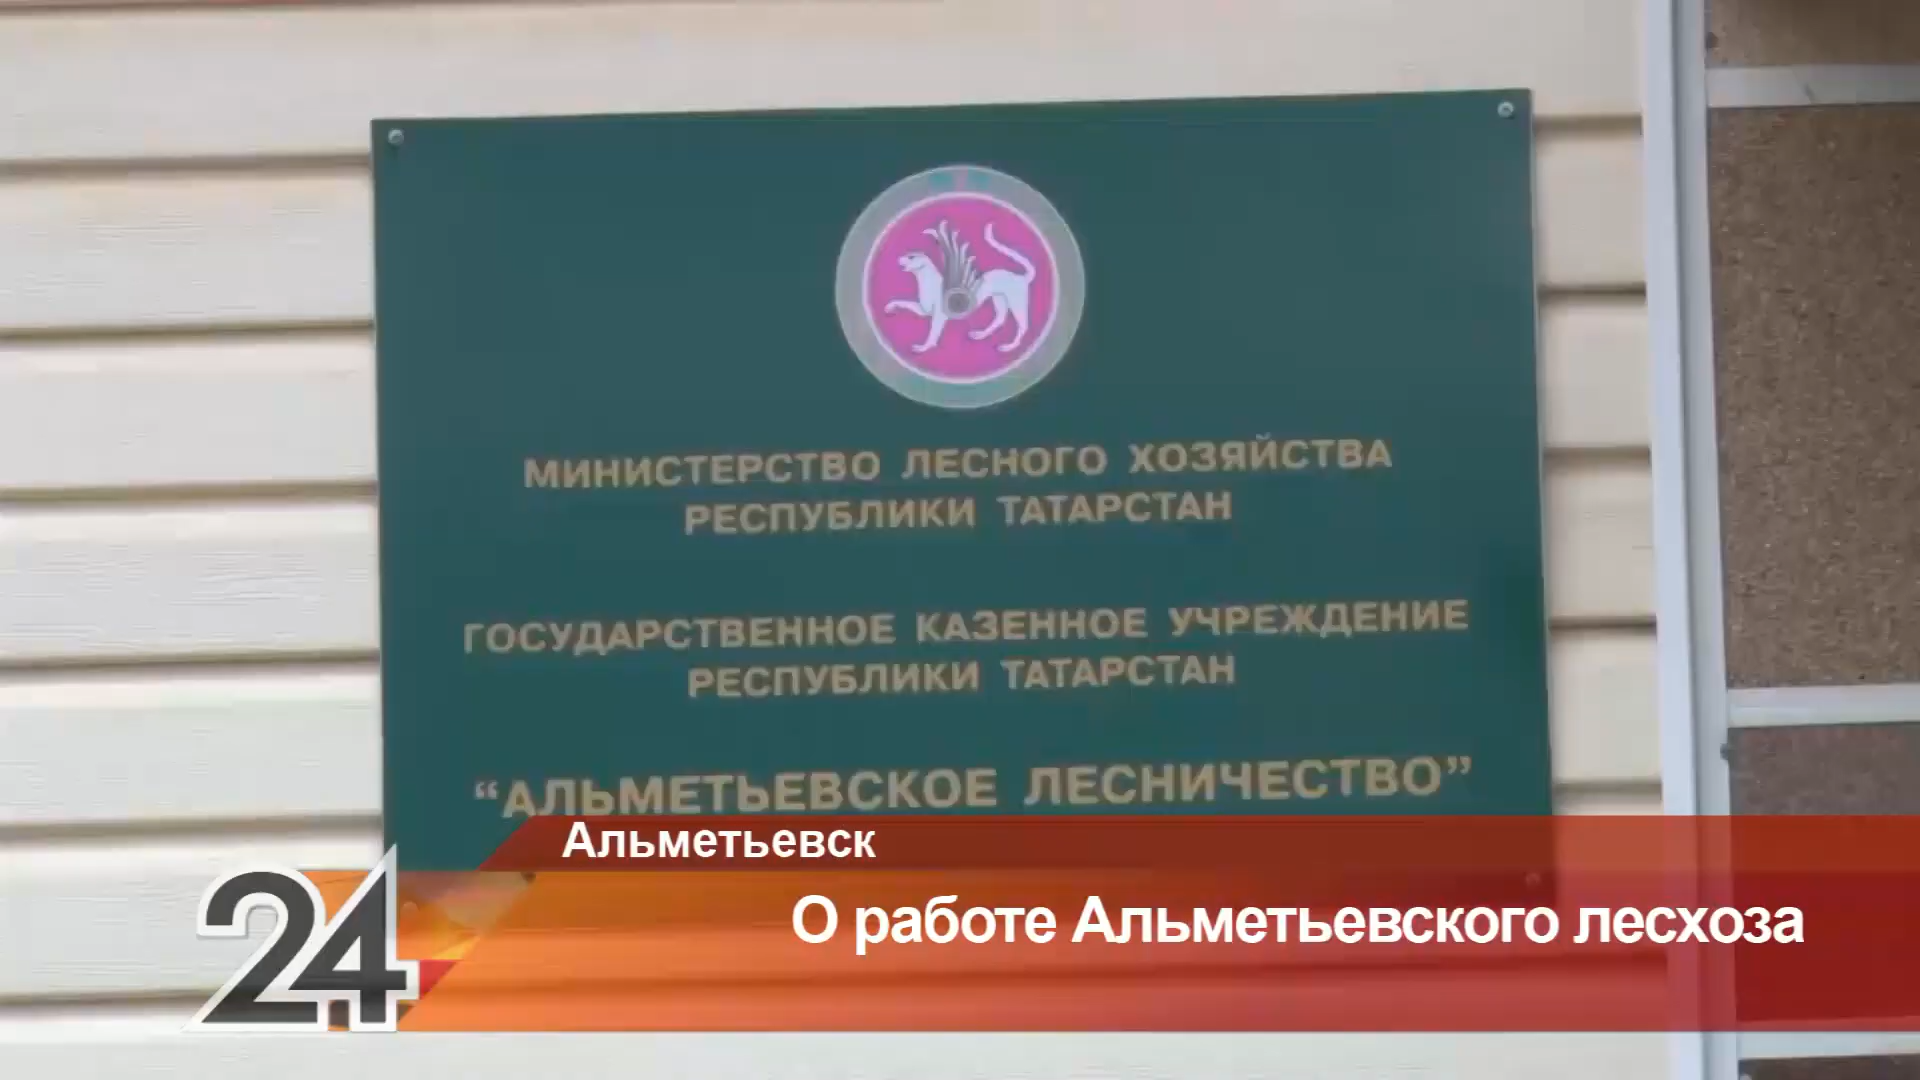 МИНИСТЕРСТВО ЛЕСНОГО ХОЗЯЙСТВА
РЕСПУБЛИКИ ТАТАРСТАН
ГОСУДАРСТВЕННОЕ КАЗЕННОЕ УЧРЕЖДЕНИЕ
РЕСПУБЛИКИ ТАТАРСТАН
“АЛЬМЕТЬЕВСКОЕ ЛЕСНИЧЕСТВО”
Альметьевск
24
О работе Альметьевского лесхоза